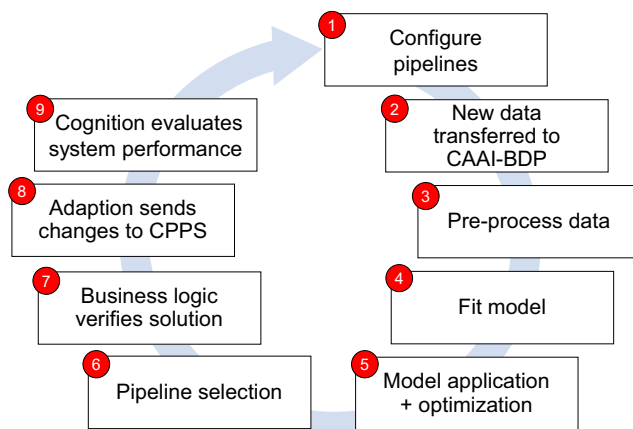 1
Configure
pipelines
2
New data
transferred to
CAAI-BDP
3
Pre-process data
4
Fit model
5
Model application
+ optimization
6
Pipeline selection
7
Business logic
verifies solution
8
Adaption sends
changes to CPPS
9
Cognition evaluates
system performance